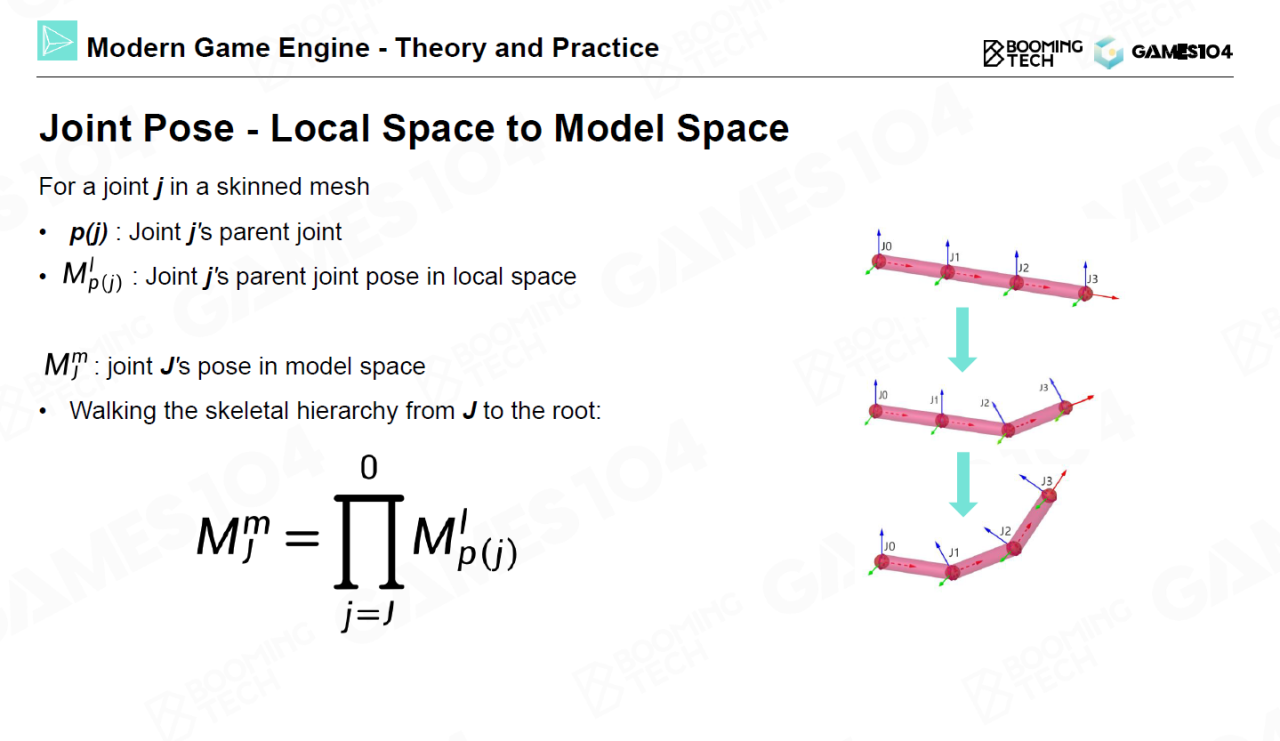 Modern Game Engine - Theory and Practice
BOOMING TECH
GAMES104
Joint Pose - Local Space to Model Space
For a joint j in a skinned mesh
• p(j) : Joint j's parent joint
• M^l_{p(j)} : Joint j's parent joint pose in local space
M^m_J : joint J's pose in model space
• Walking the skeletal hierarchy from J to the root:
M^m_J = ∏_{j=J}^{0} M^l_{p(j)}
J0 J1 J2 J3
J0 J1 J2 J3
J0 J1 J2 J3